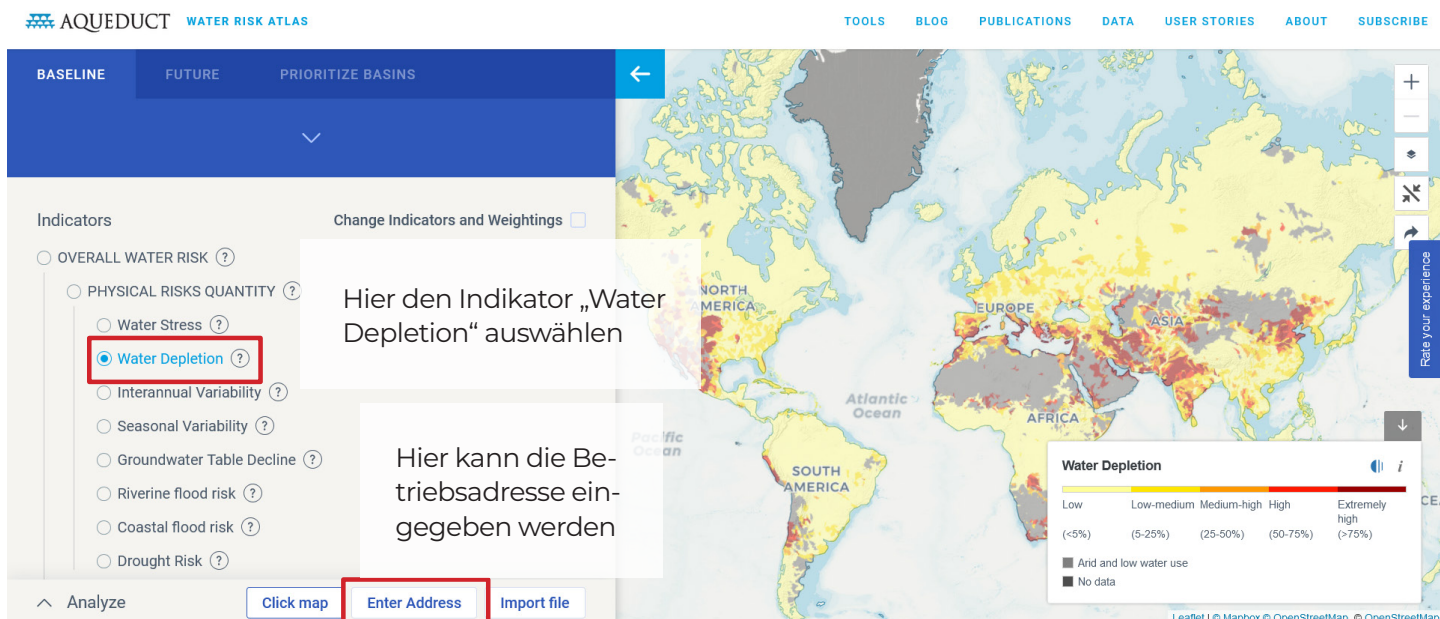 AQUEDUCT WATER RISK ATLAS
TOOLS BLOG PUBLICATIONS DATA USER STORIES ABOUT SUBSCRIBE
BASELINE FUTURE PRIORITIZE BASINS
Indicators
Change Indicators and Weightings
OVERALL WATER RISK ?
PHYSICAL RISKS QUANTITY ?
Water Stress ?
Water Depletion ?
Interannual Variability ?
Seasonal Variability ?
Groundwater Table Decline ?
Riverine flood risk ?
Coastal flood risk ?
Drought Risk ?
Hier den Indikator „Water
Depletion“ auswählen
Hier kann die Be-
triebsadresse ein-
gegeben werden
Analyze
Click map
Enter Address
Import file
NORTH
AMERICA
EUROPE
ASIA
Atlantic
Ocean
AFRICA
Pacific
Ocean
SOUTH
AMERICA
Rate your experience
Water Depletion
i
Low Low-medium Medium-high High Extremely
high
(<5%) (5-25%) (25-50%) (50-75%) (>75%)
Arid and low water use
No data
Leaflet | © Mapbox © OpenStreetMap, © OpenStreetMap